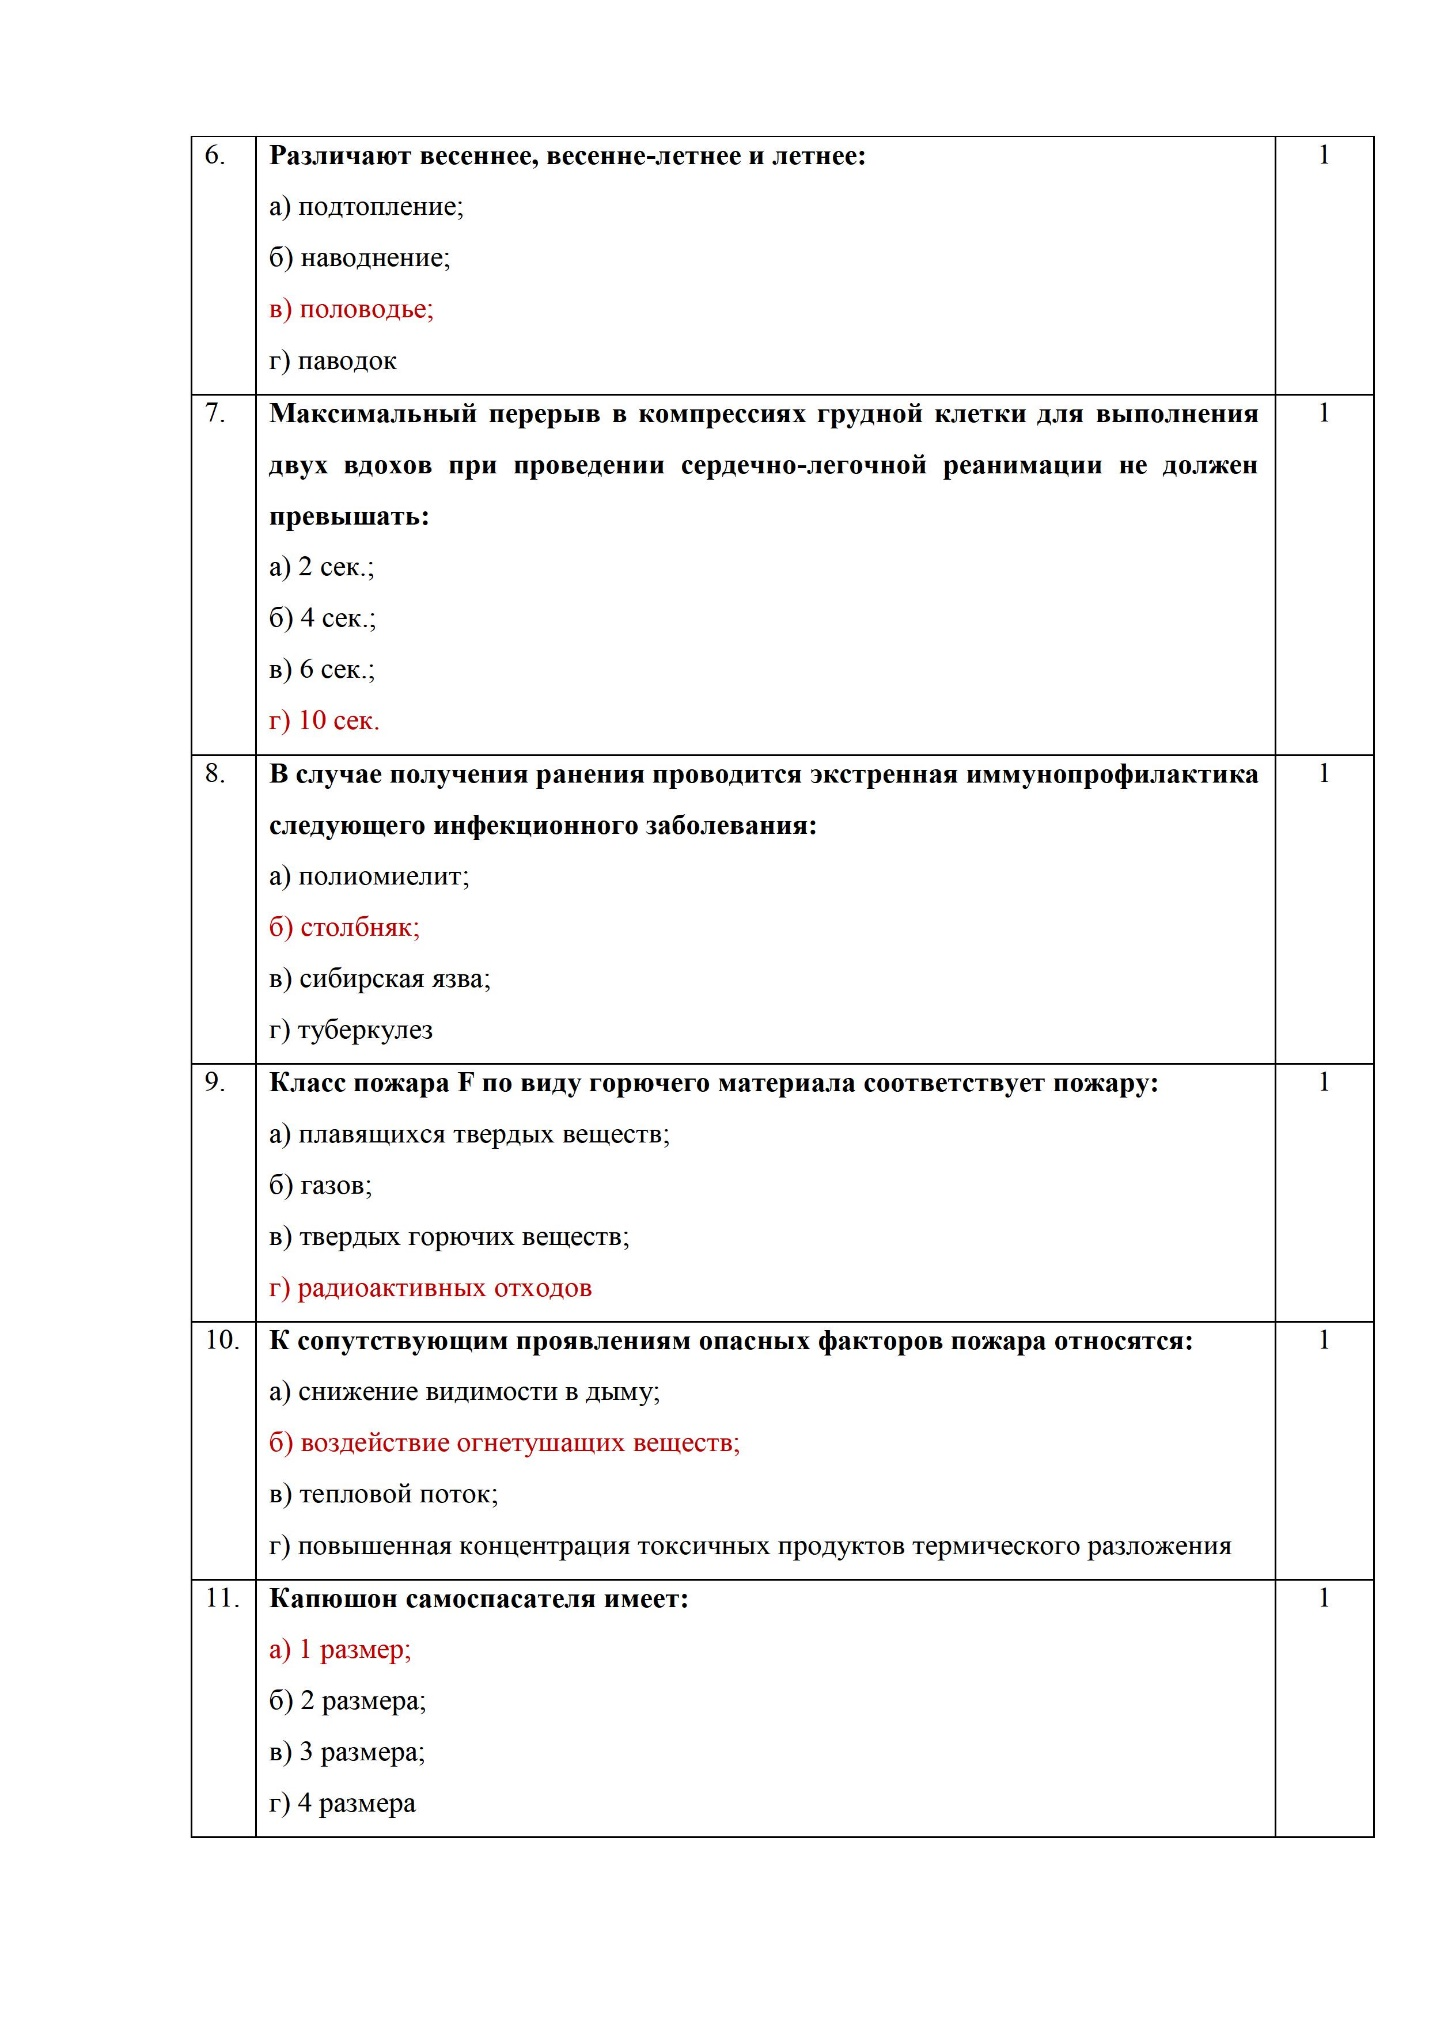 6. Различают весеннее, весенне-летнее и летнее: 1
а) подтопление;
б) наводнение;
в) половодье;
г) паводок
7. Максимальный перерыв в компрессиях грудной клетки для выполнения 1
двух вдохов при проведении сердечно-легочной реанимации не должен
превышать:
а) 2 сек.;
б) 4 сек.;
в) 6 сек.;
г) 10 сек.
8. В случае получения ранения проводится экстренная иммунопрофилактика 1
следующего инфекционного заболевания:
а) полиомиелит;
б) столбняк;
в) сибирская язва;
г) туберкулез
9. Класс пожара F по виду горючего материала соответствует пожару: 1
а) плавящихся твердых веществ;
б) газов;
в) твердых горючих веществ;
г) радиоактивных отходов
10. К сопутствующим проявлениям опасных факторов пожара относятся: 1
а) снижение видимости в дыму;
б) воздействие огнетушащих веществ;
в) тепловой поток;
г) повышенная концентрация токсичных продуктов термического разложения
11. Капюшон самоспасателя имеет: 1
а) 1 размер;
б) 2 размера;
в) 3 размера;
г) 4 размера